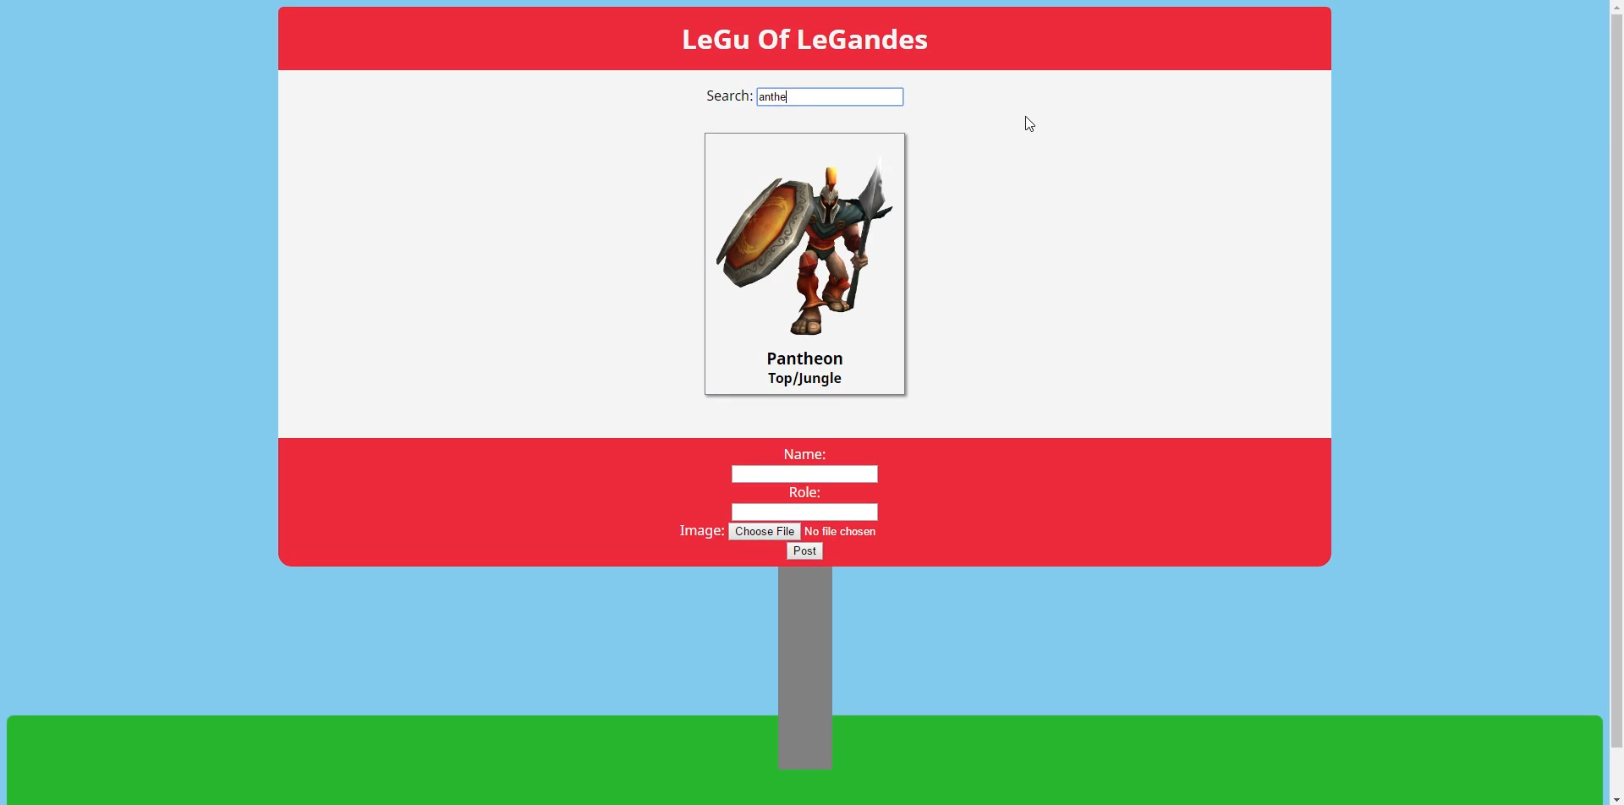 LeGu Of LeGandes
Search: anthe
Pantheon
Top/Jungle
Name:
Role:
Image: Choose File No file chosen
Post